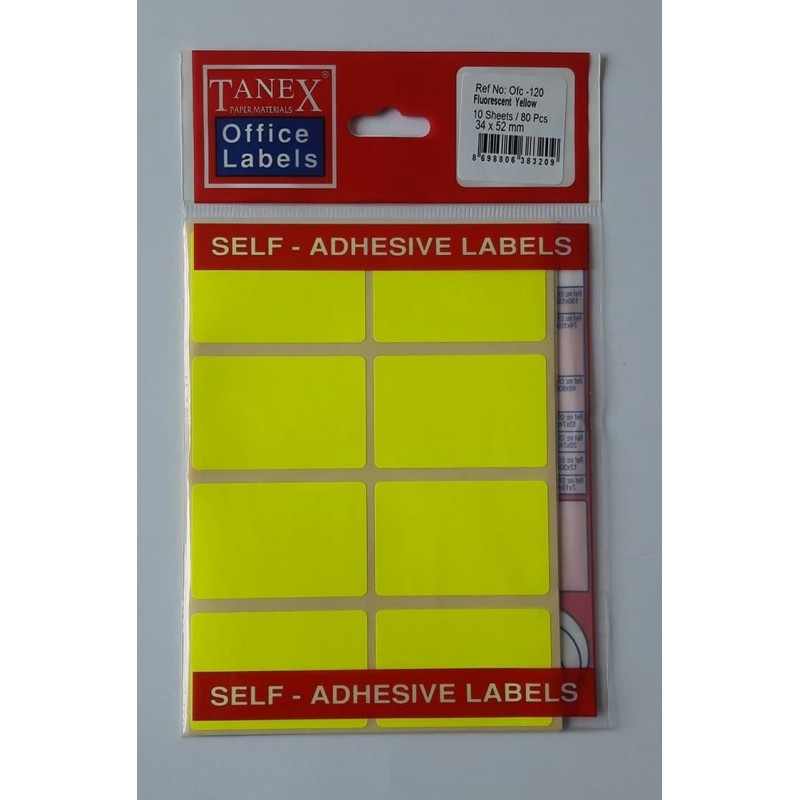 TANEX®
PAPER MATERIALS
Office
Labels
Ref No: Ofc -120
Fluorescent Yellow
10 Sheets / 80 Pcs
34 x 52 mm
8 698806 383209
SELF - ADHESIVE LABELS
SELF - ADHESIVE LABELS